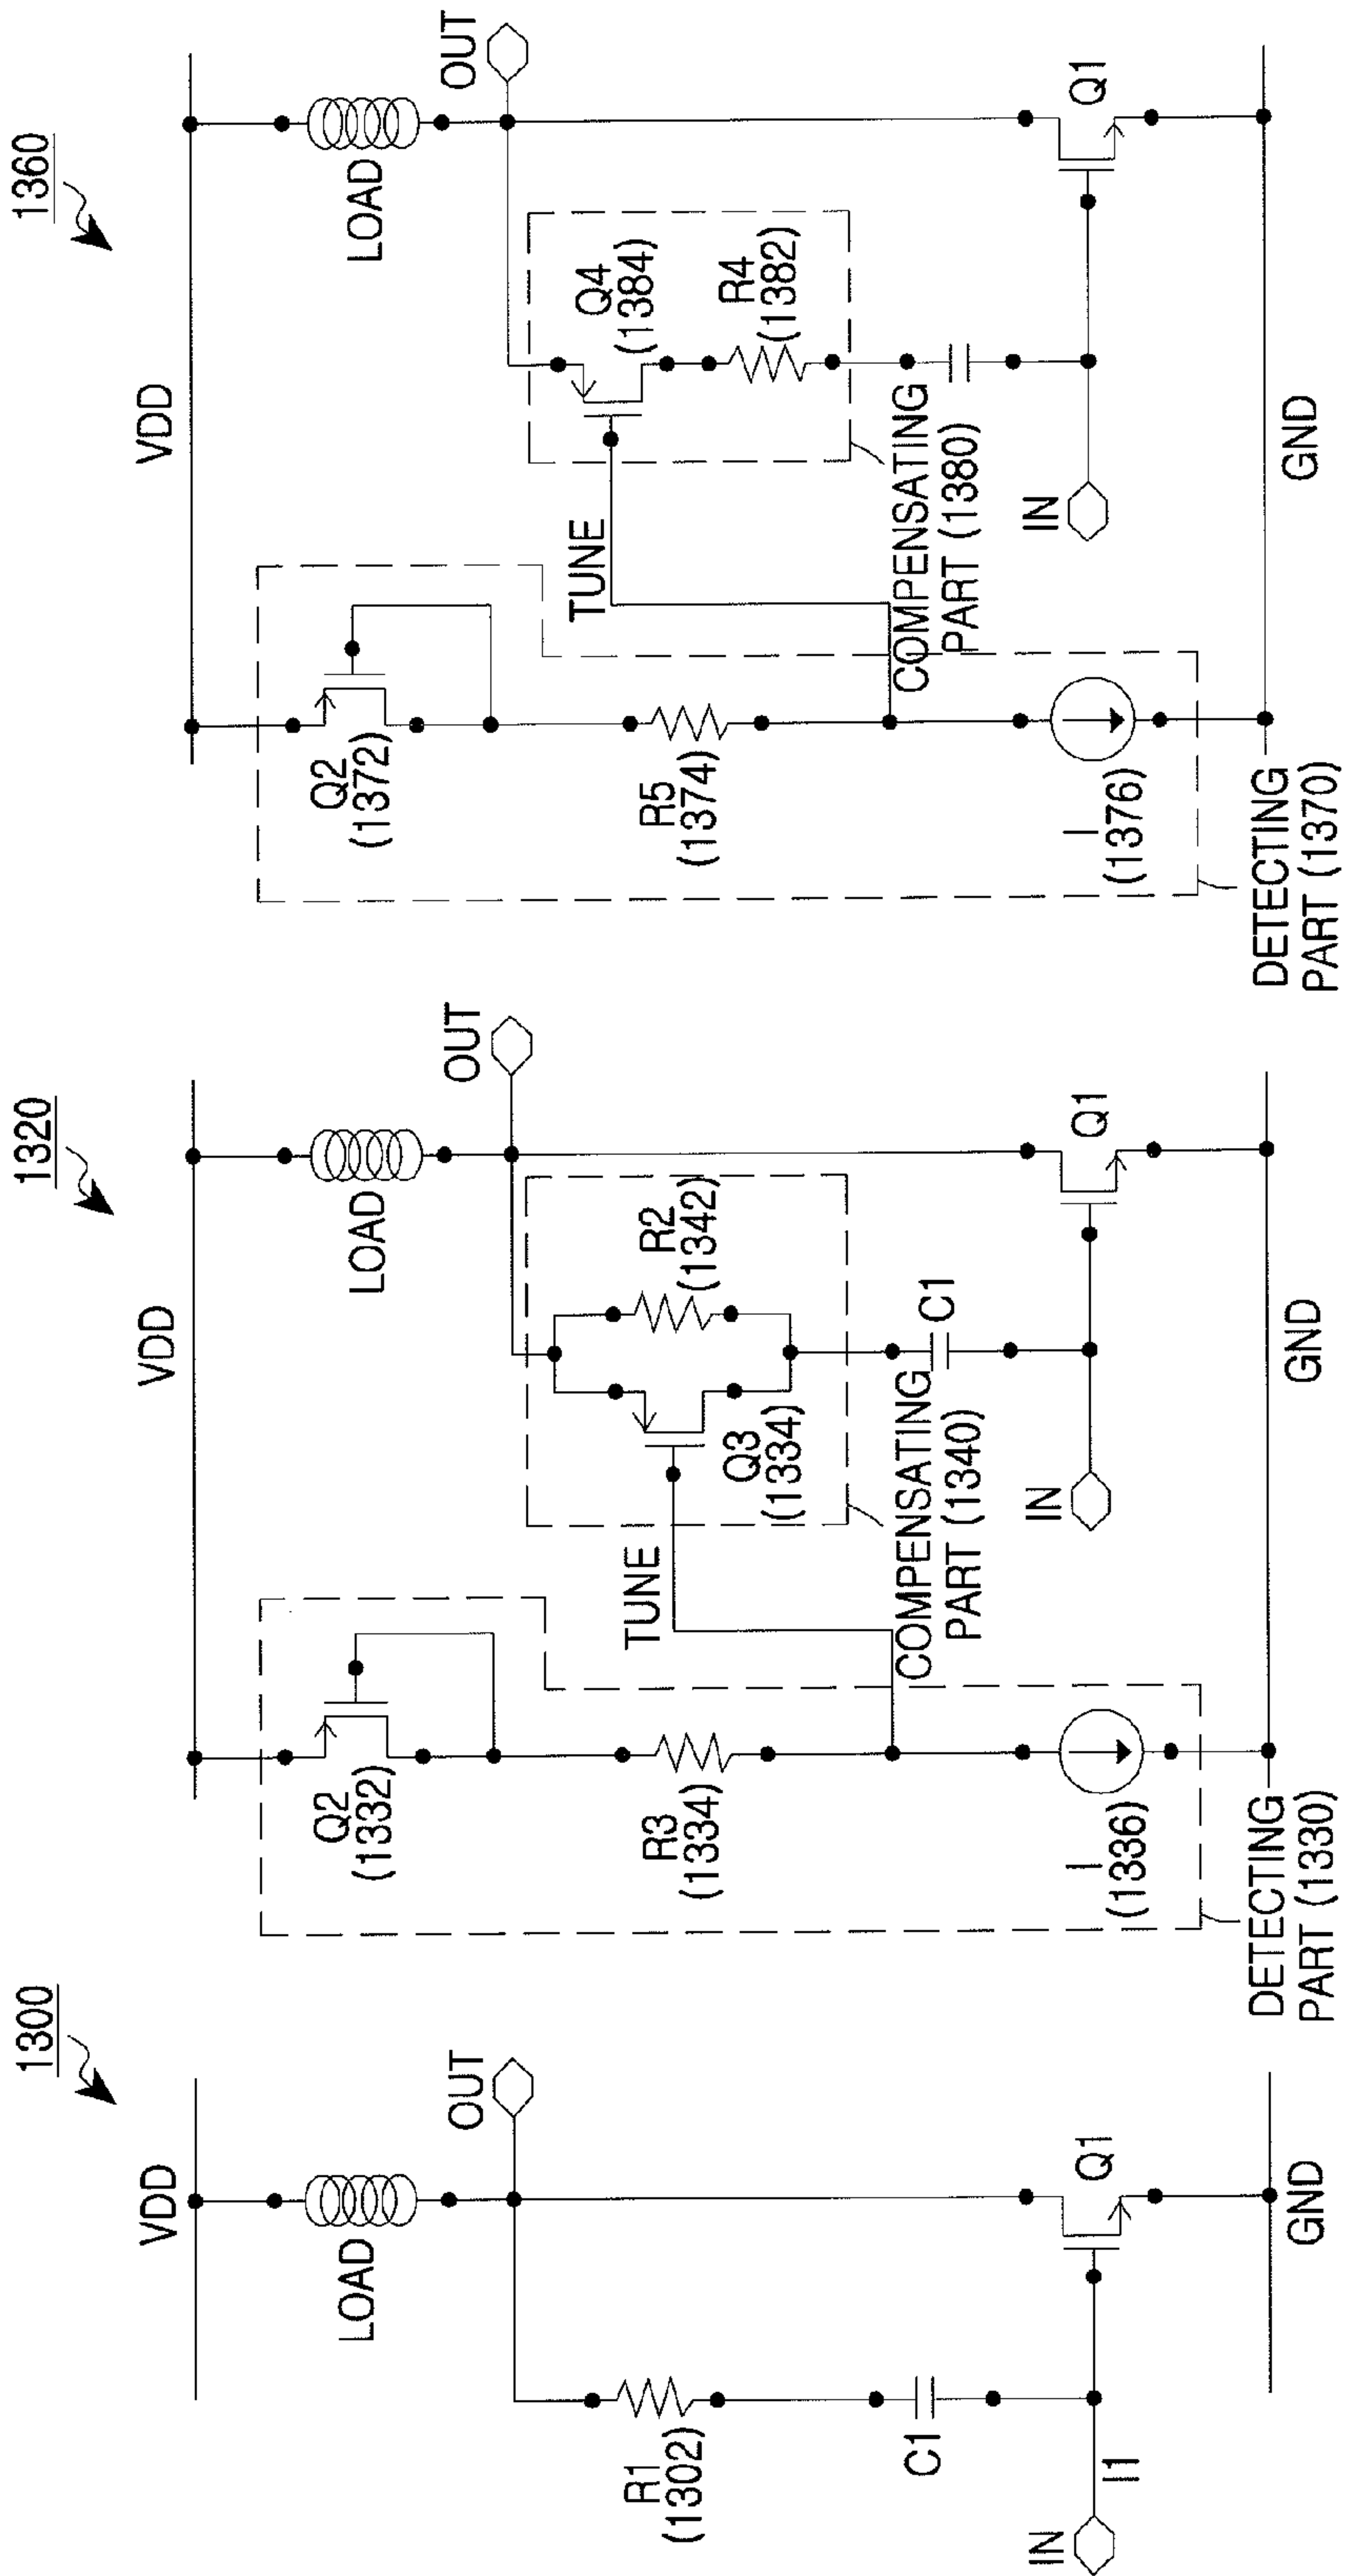 1300
VDD
LOAD
OUT
R1
(1302)
C1
Q1
IN
I1
GND
1320
VDD
LOAD
OUT
Q2
(1332)
R2
(1342)
TUNE
Q3
(1334)
R3
(1334)
COMPENSATING
PART (1340)
C1
Q1
I
(1336)
IN
GND
DETECTING
PART (1330)
1360
VDD
LOAD
OUT
Q2
(1372)
Q4
(1384)
TUNE
R4
(1382)
R5
(1374)
COMPENSATING
PART (1380)
Q1
I
(1376)
IN
GND
DETECTING
PART (1370)